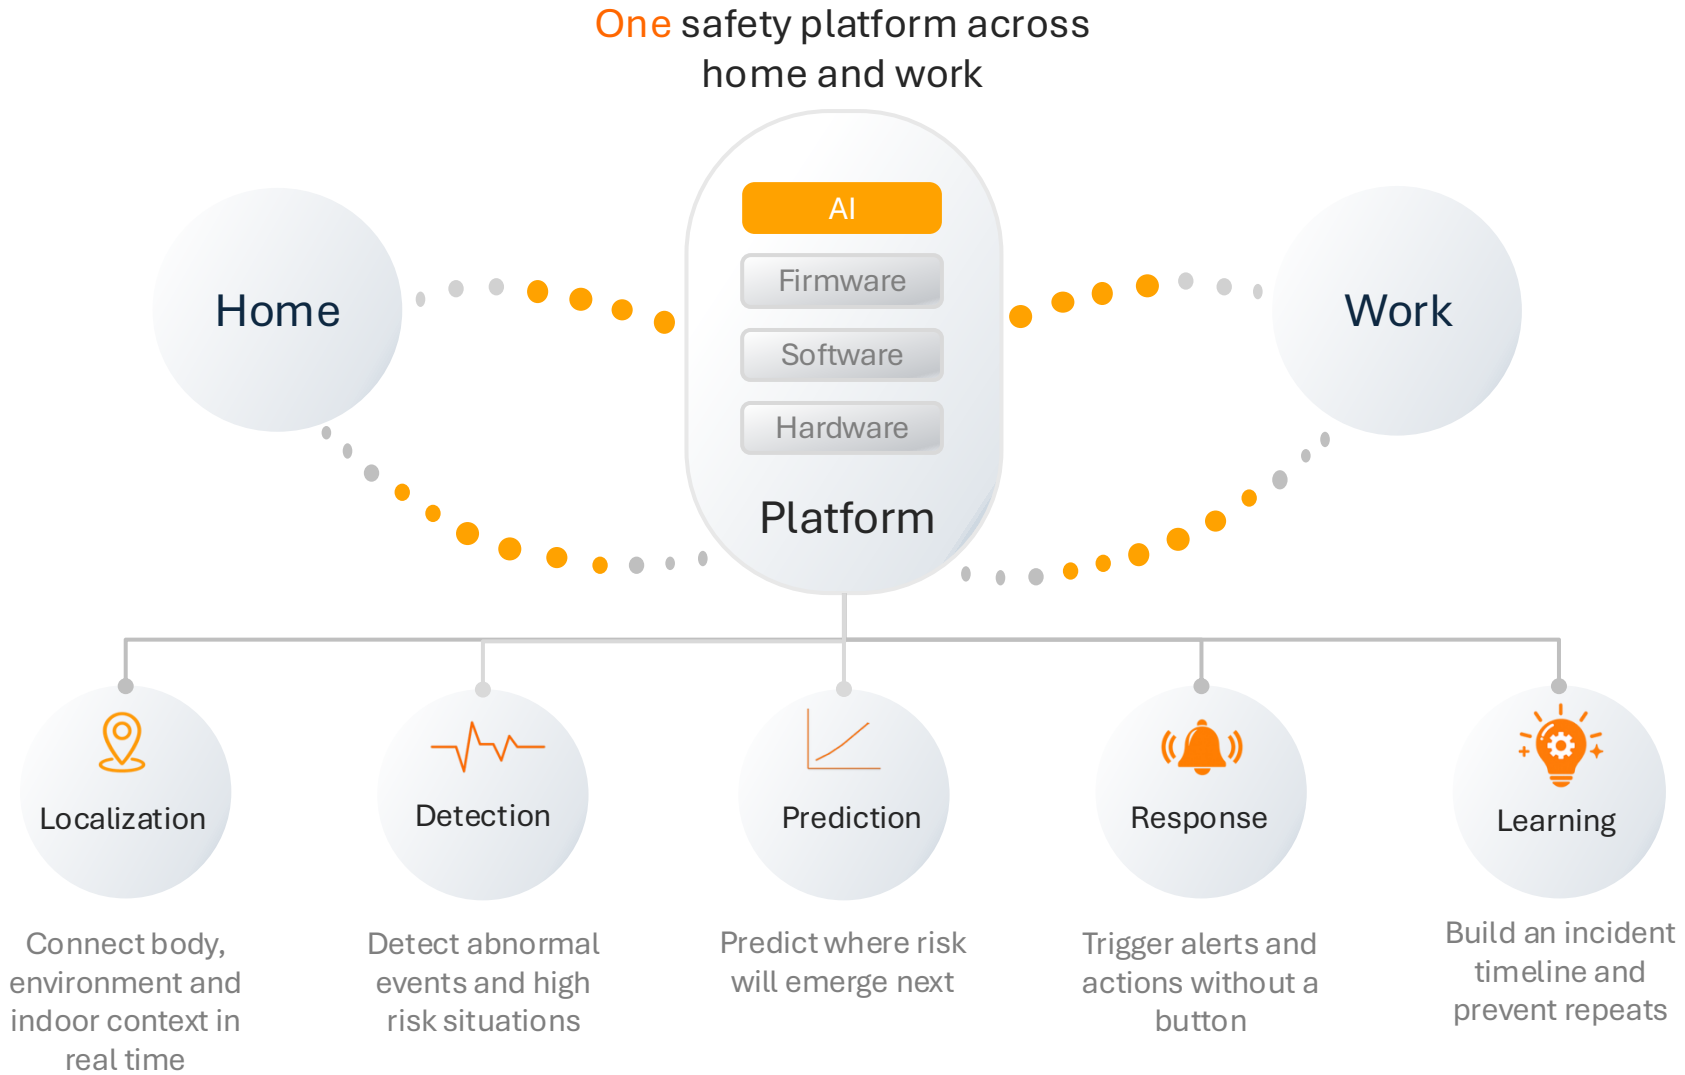 One safety platform across
home and work
AI
Firmware
Software
Hardware
Platform
Home
Work
Localization
Detection
Prediction
Response
Learning
Connect body,
environment and
indoor context in
real time
Detect abnormal
events and high
risk situations
Predict where risk
will emerge next
Trigger alerts and
actions without a
button
Build an incident
timeline and
prevent repeats